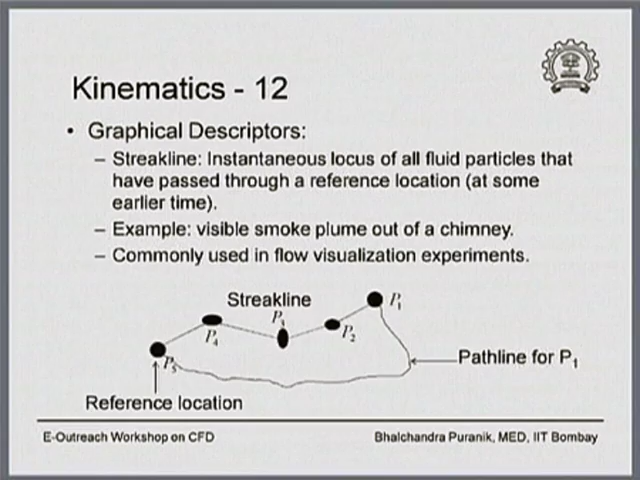 Kinematics - 12
• Graphical Descriptors:
– Streakline: Instantaneous locus of all fluid particles that
have passed through a reference location (at some
earlier time).
– Example: visible smoke plume out of a chimney.
– Commonly used in flow visualization experiments.
Streakline
P1
P3
P4
P2
P5
Pathline for P1
Reference location
E-Outreach Workshop on CFD
Bhalchandra Puranik, MED, IIT Bombay